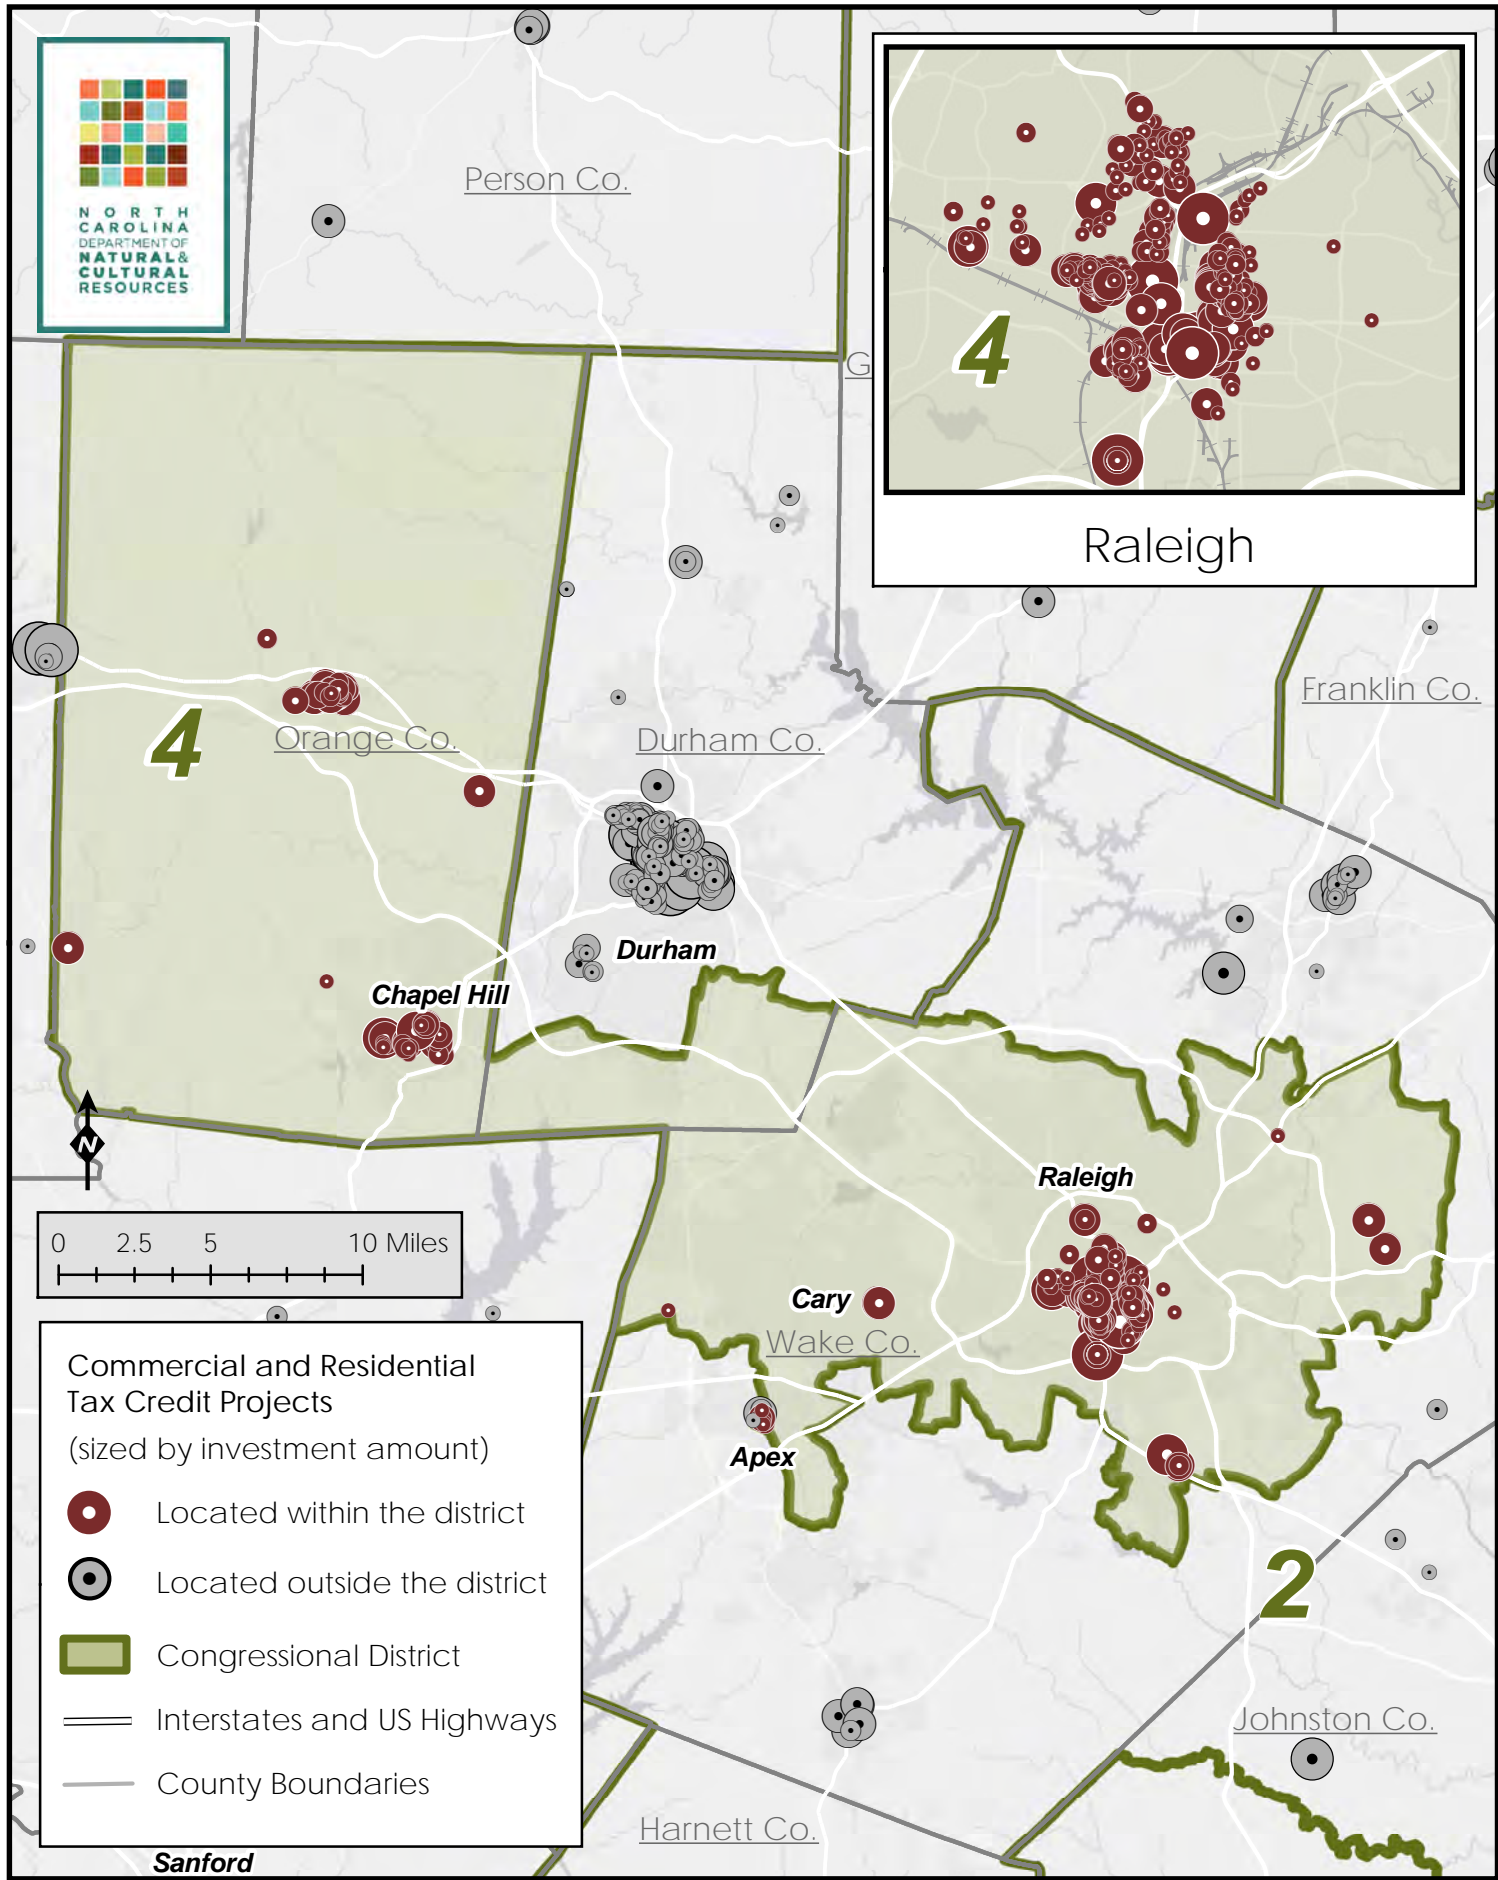 NORTH
CAROLINA
DEPARTMENT OF
NATURAL &
CULTURAL
RESOURCES
Person Co.
G
4
Raleigh
Franklin Co.
4
Orange Co.
Durham Co.
Durham
Chapel Hill
N
Raleigh
0 2.5 5 10 Miles
Cary
Wake Co.
Apex
Commercial and Residential
Tax Credit Projects
(sized by investment amount)
Located within the district
Located outside the district
Congressional District
Interstates and US Highways
County Boundaries
2
Johnston Co.
Harnett Co.
Sanford